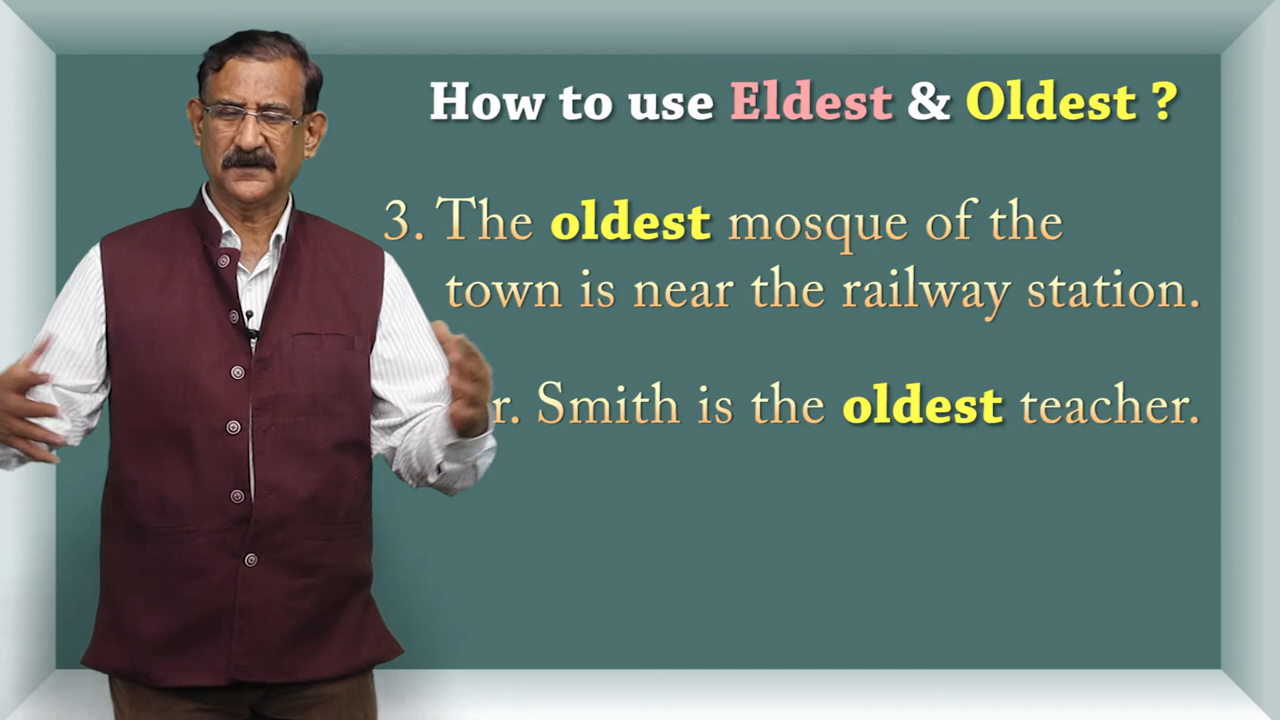 How to use Eldest & Oldest ?
3. The oldest mosque of the
town is near the railway station.
r. Smith is the oldest teacher.